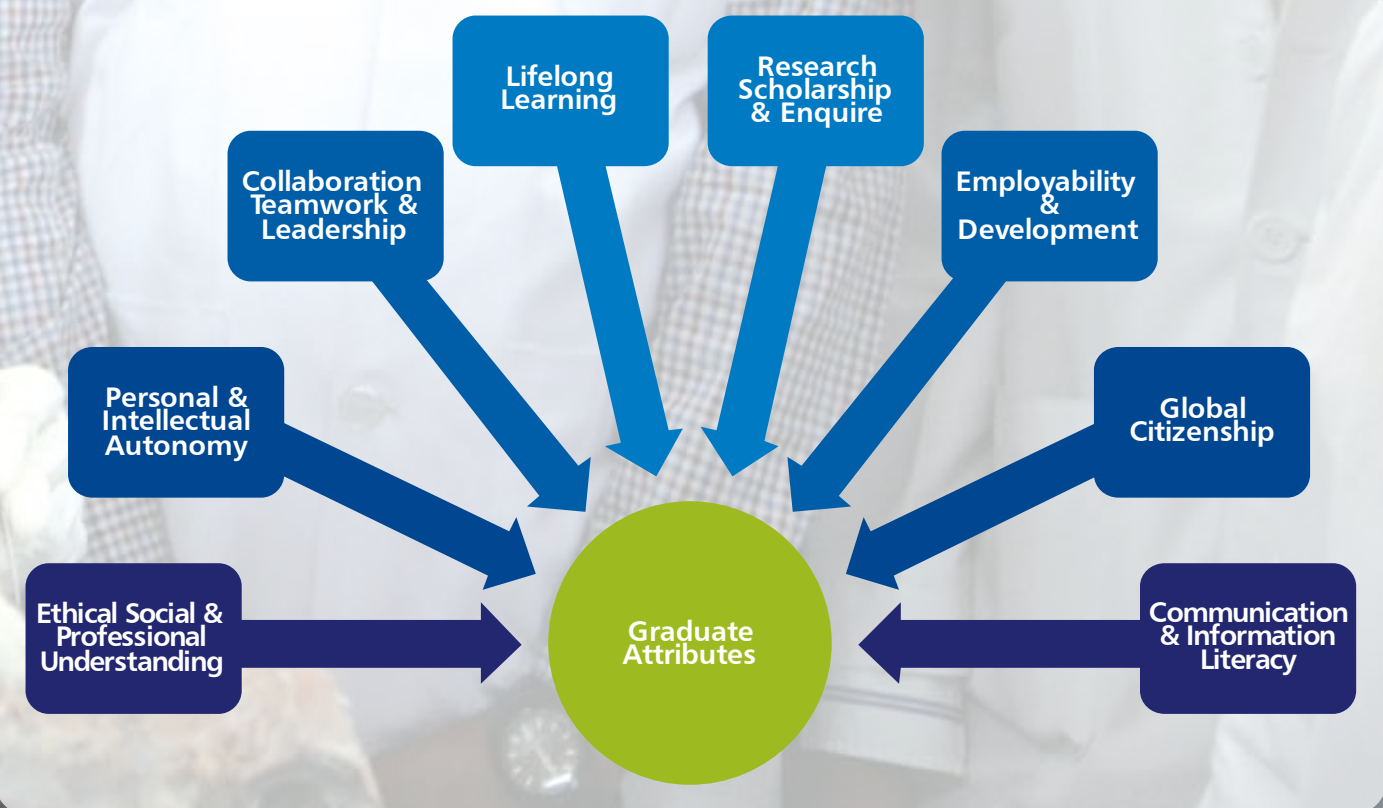 Lifelong
Learning
Research
Scholarship
& Enquire
Collaboration
Teamwork &
Leadership
Employability
&
Development
Personal &
Intellectual
Autonomy
Global
Citizenship
Ethical Social &
Professional
Understanding
Graduate
Attributes
Communication
& Information
Literacy